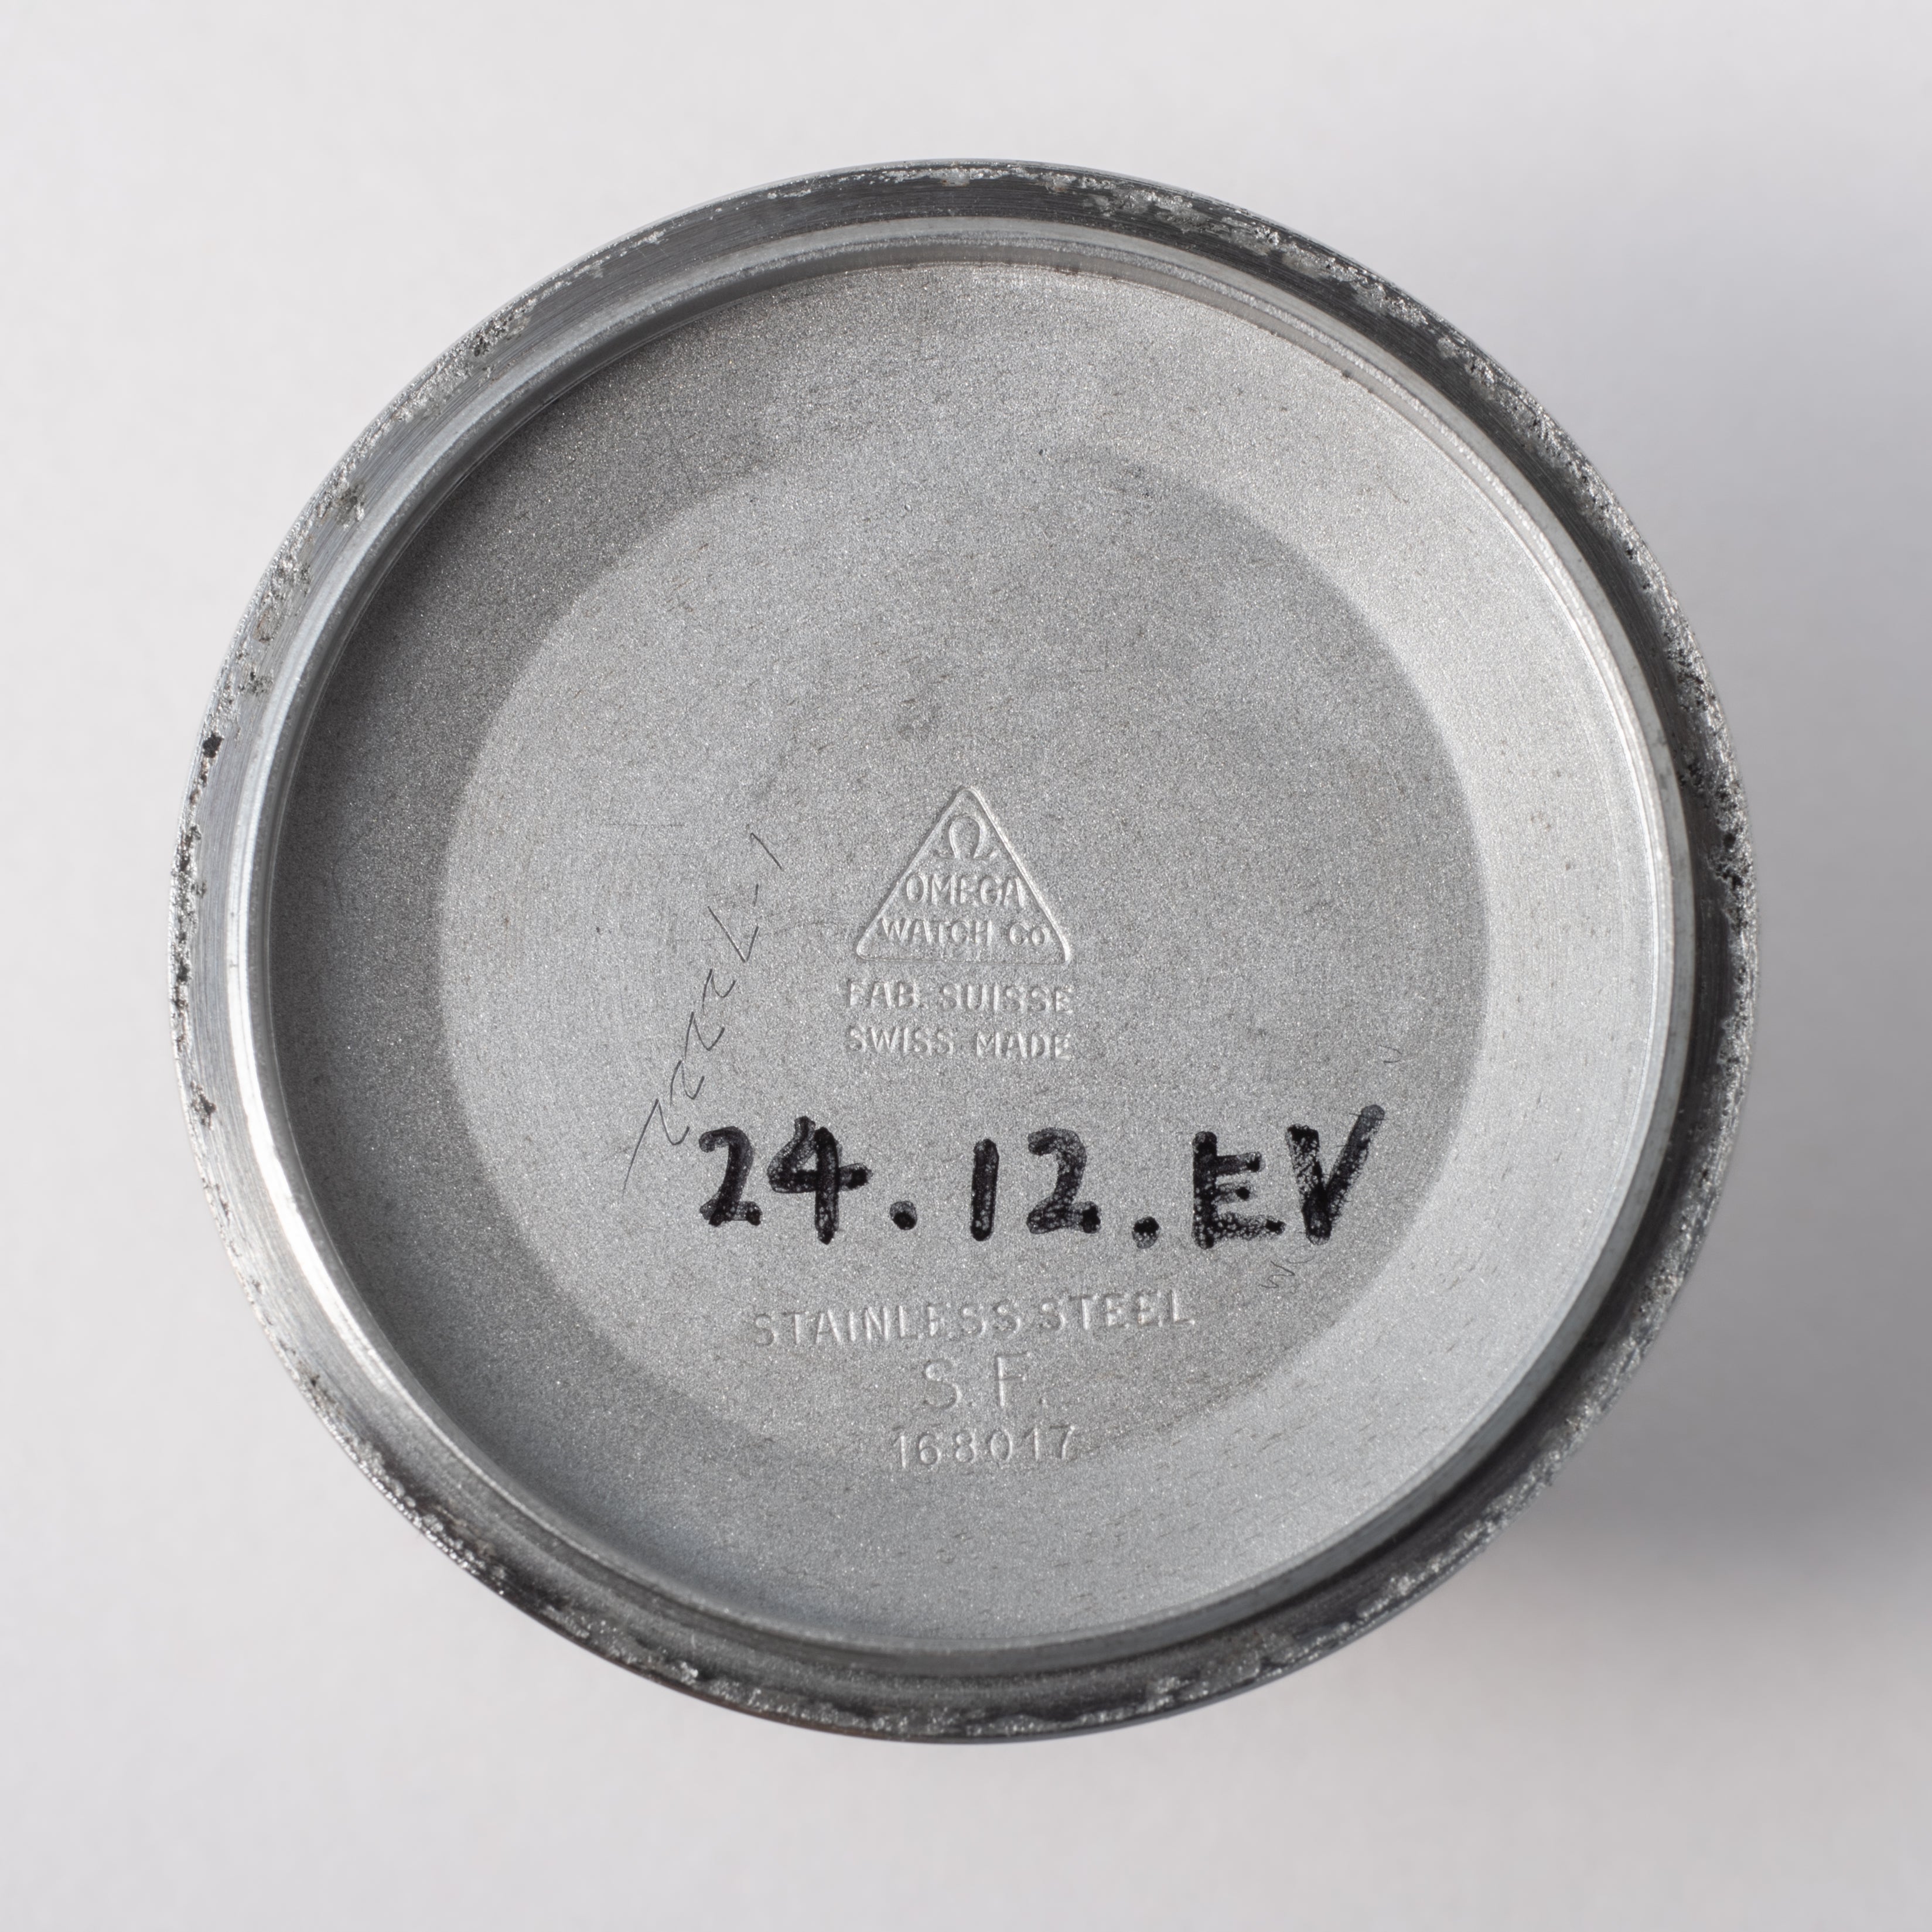 Ω
OMEGA
WATCH CO
FAB. SUISSE
SWISS MADE
24.12.EV
STAINLESS STEEL
S.F.
168017